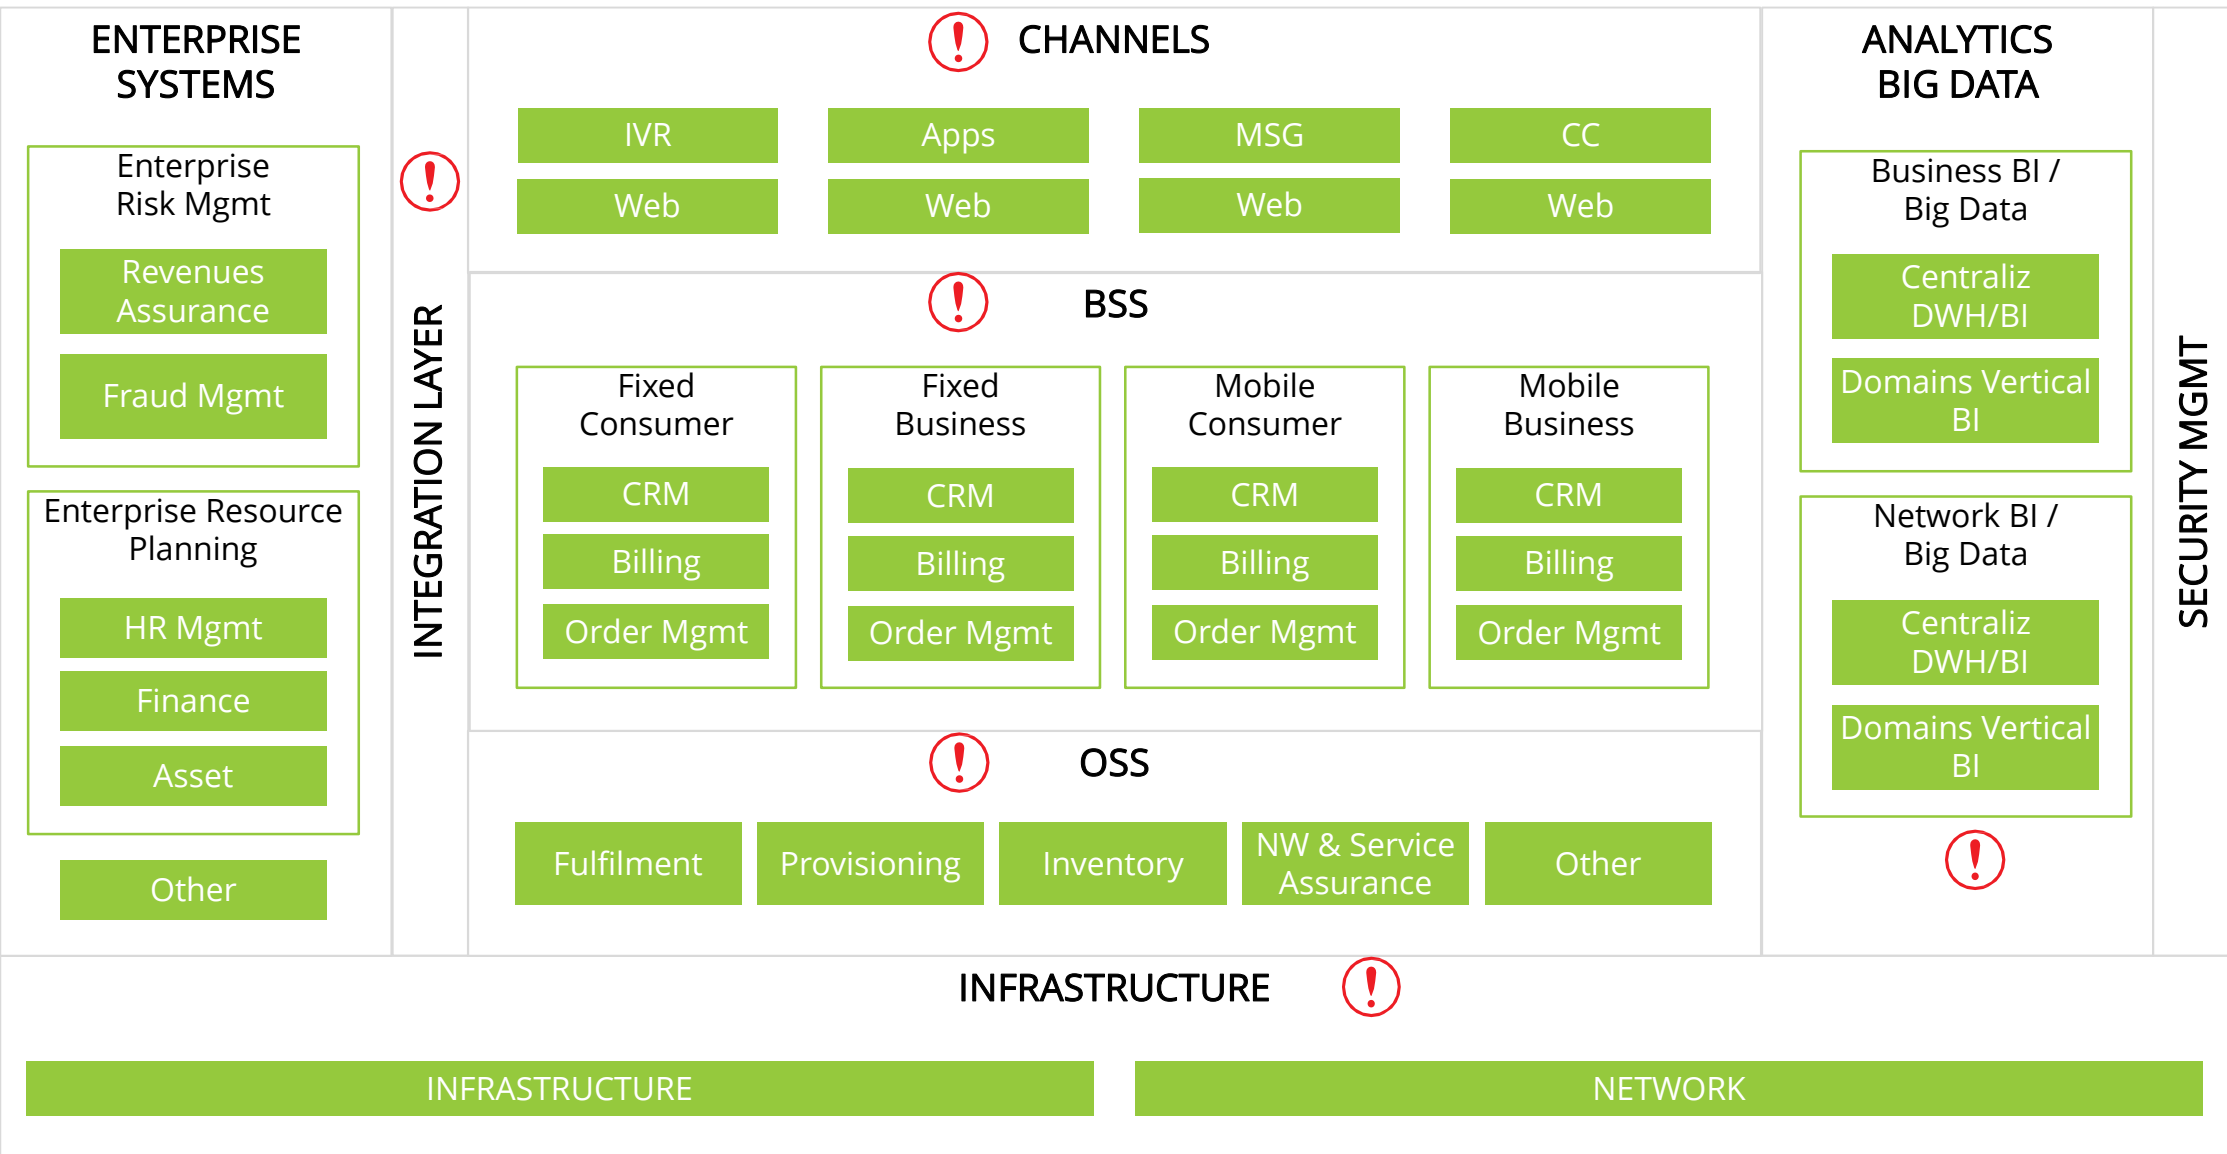 ENTERPRISE
SYSTEMS
Enterprise
Risk Mgmt
Revenues
Assurance
Fraud Mgmt
Enterprise Resource
Planning
HR Mgmt
Finance
Asset
Other
INTEGRATION LAYER
CHANNELS
IVR
Apps
MSG
CC
Web
Web
Web
Web
BSS
Fixed
Consumer
CRM
Billing
Order Mgmt
Fixed
Business
CRM
Billing
Order Mgmt
Mobile
Consumer
CRM
Billing
Order Mgmt
Mobile
Business
CRM
Billing
Order Mgmt
OSS
Fulfilment
Provisioning
Inventory
NW & Service
Assurance
Other
ANALYTICS
BIG DATA
Business BI /
Big Data
Centraliz
DWH/BI
Domains Vertical
BI
Network BI /
Big Data
Centraliz
DWH/BI
Domains Vertical
BI
SECURITY MGMT
INFRASTRUCTURE
INFRASTRUCTURE
NETWORK